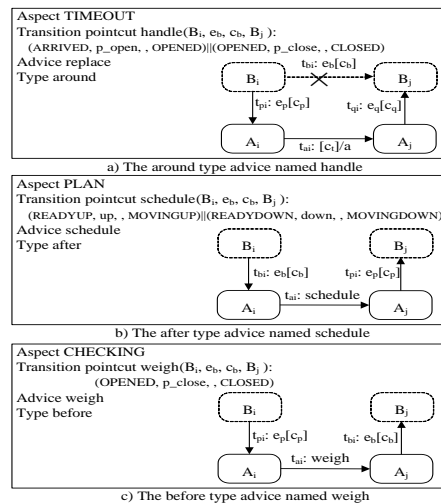 Aspect TIMEOUT
Transition pointcut handle(Bi, eb, cb, Bj):
(ARRIVED, p_open, , OPENED)||(OPENED, p_close, , CLOSED)
Advice replace
Type around
tbi: eb[cb]
Bi
Bj
tpi: ep[cp]
tqi: eq[cq]
Ai
tai: [ct]/a
Aj
a) The around type advice named handle
Aspect PLAN
Transition pointcut schedule(Bi, eb, cb, Bj):
(READYUP, up, , MOVINGUP)||(READYDOWN, down, , MOVINGDOWN)
Advice schedule
Type after
Bi
Bj
tbi: eb[cb]
tpi: ep[cp]
Ai
tai: schedule
Aj
b) The after type advice named schedule
Aspect CHECKING
Transition pointcut weigh(Bi, eb, cb, Bj):
(OPENED, p_close, , CLOSED)
Advice weigh
Type before
Bi
Bj
tpi: ep[cp]
tbi: eb[cb]
Ai
tai: weigh
Aj
c) The before type advice named weigh